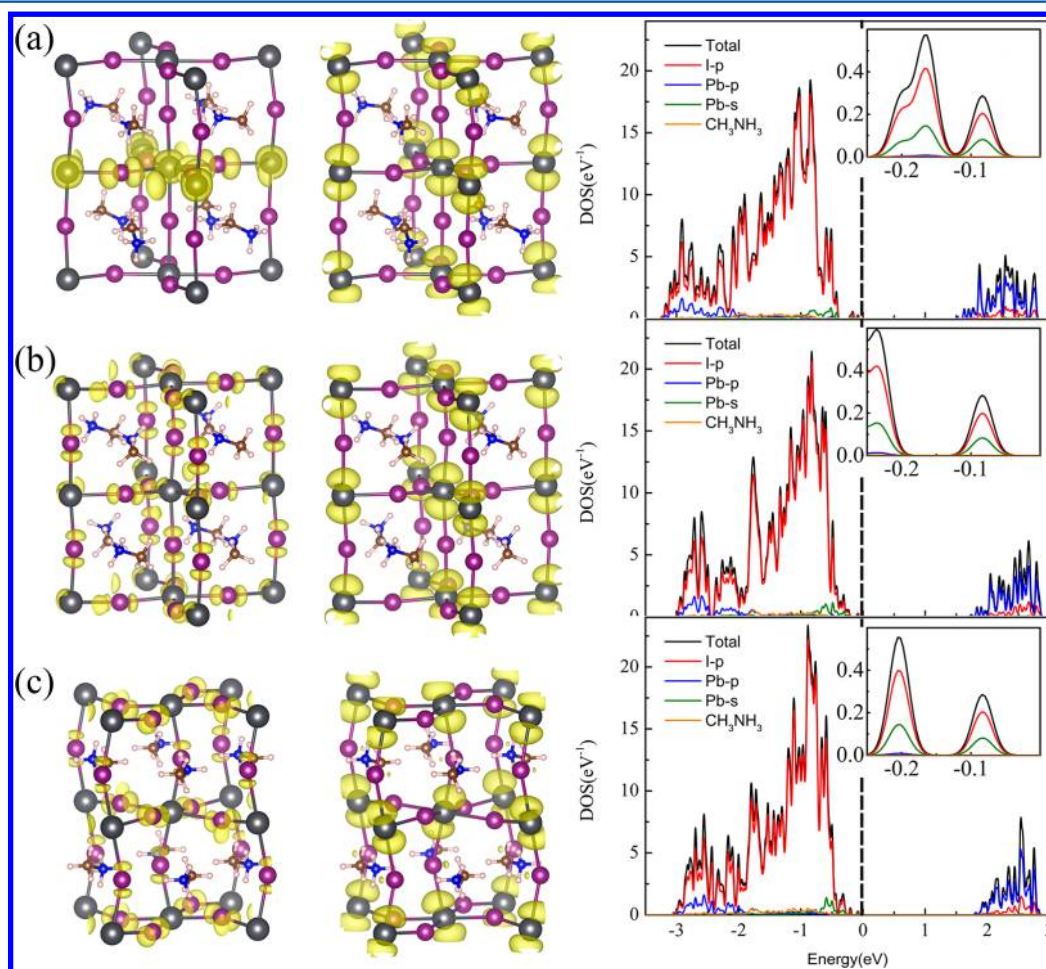 (a)
Total
I-p
Pb-p
Pb-s
CH₃NH₃
DOS(eV⁻¹)
20
15
10
5
0.4
0.2
0.0
-0.2 -0.1
(b)
Total
I-p
Pb-p
Pb-s
CH₃NH₃
DOS(eV⁻¹)
20
15
10
5
0
0.4
0.2
0.0
-0.2 -0.1
(c)
Total
I-p
Pb-p
Pb-s
CH₃NH₃
DOS(eV⁻¹)
20
15
10
5
0
0.4
0.2
0.0
-0.2 -0.1
-3 -2 -1 0 1 2
Energy(eV)